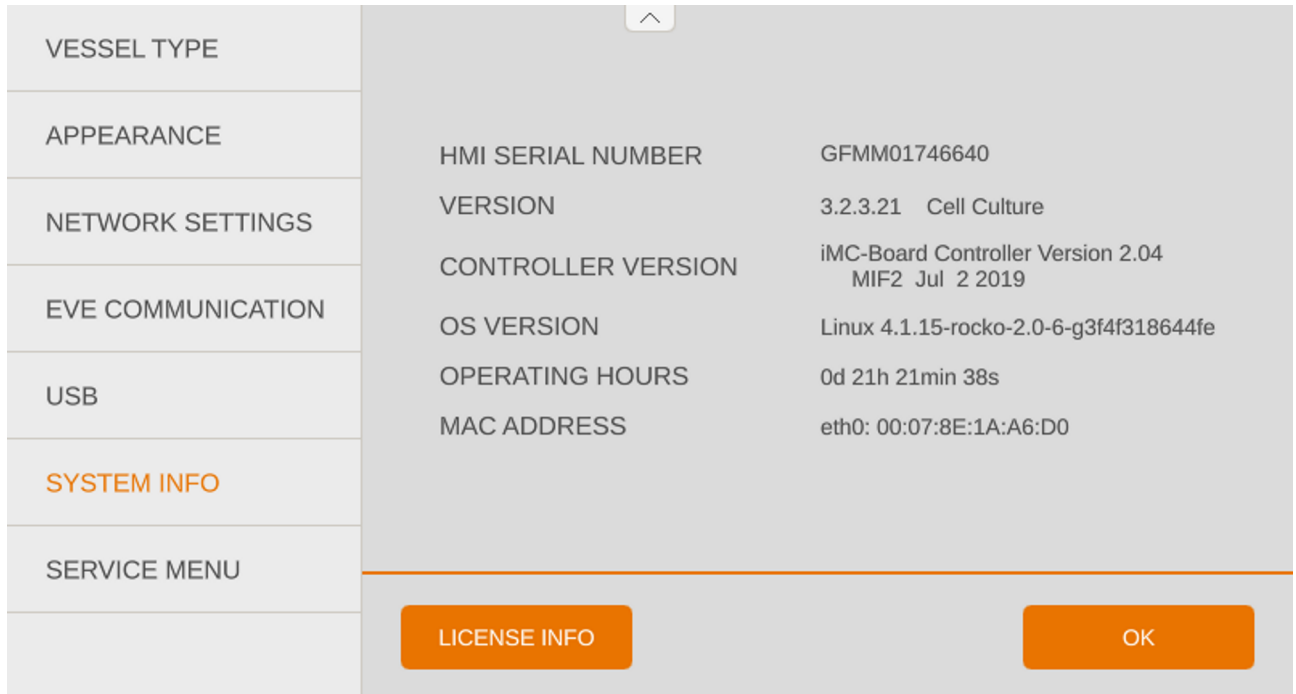 VESSEL TYPE
APPEARANCE
NETWORK SETTINGS
EVE COMMUNICATION
USB
SYSTEM INFO
SERVICE MENU
HMI SERIAL NUMBER GFMM01746640
VERSION 3.2.3.21 Cell Culture
CONTROLLER VERSION iMC-Board Controller Version 2.04
MIF2 Jul 2 2019
OS VERSION Linux 4.1.15-rocko-2.0-6-g3f4f318644fe
OPERATING HOURS 0d 21h 21min 38s
MAC ADDRESS eth0: 00:07:8E:1A:A6:D0
LICENSE INFO OK